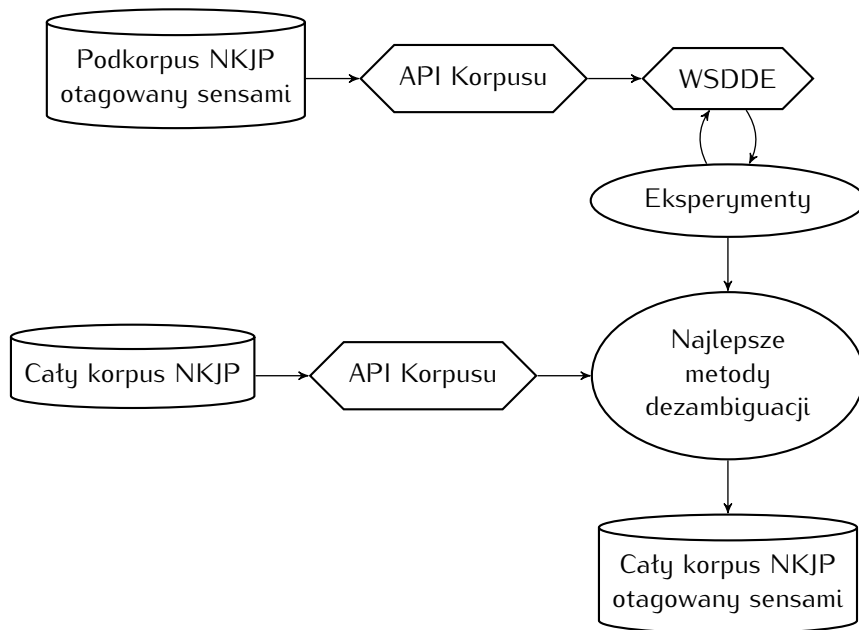 Podkorpus NKJP
otagowany sensami
API Korpusu
WSDDE
Eksperymenty
Cały korpus NKJP
API Korpusu
Najlepsze
metody
dezambiguacji
Cały korpus NKJP
otagowany sensami